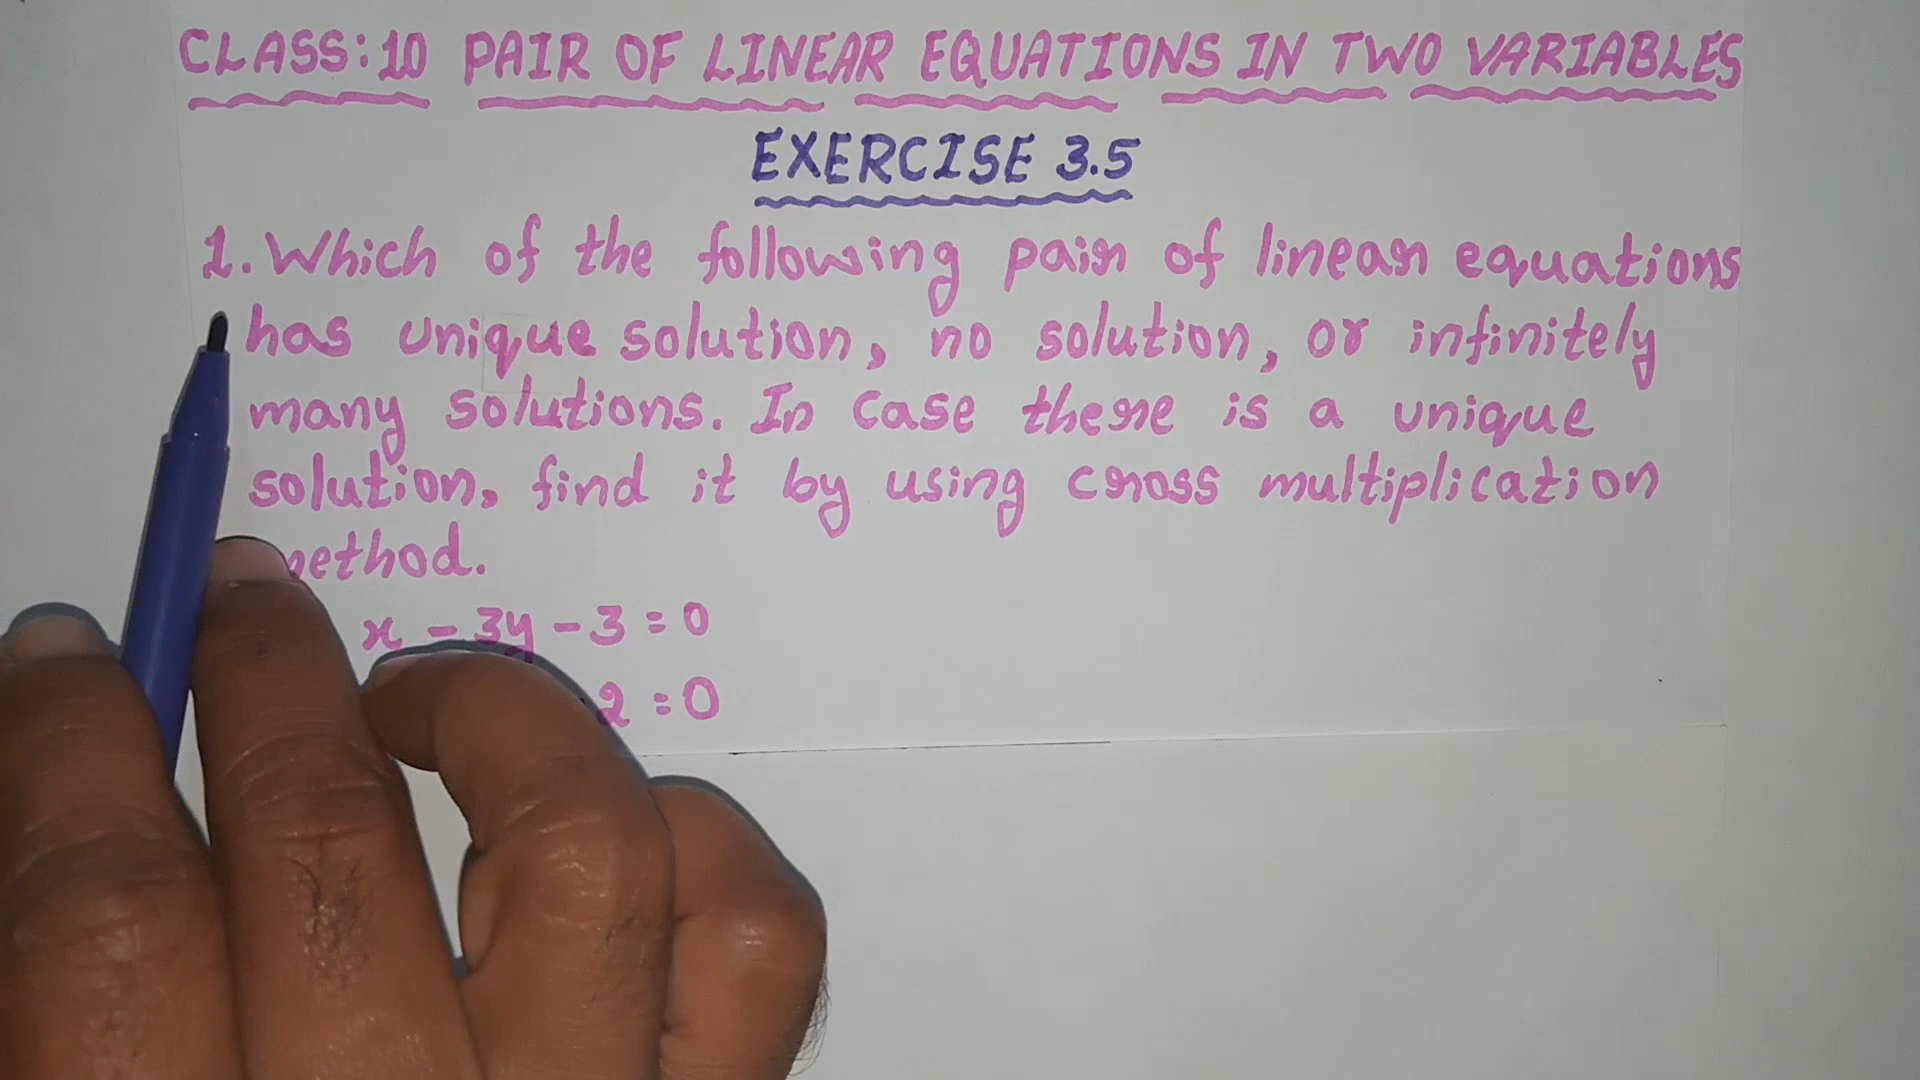 CLASS:10 PAIR OF LINEAR EQUATIONS IN TWO VARIABLES
EXERCISE 3.5
1. Which of the following pair of linear equations
has unique solution, no solution, or infinitely
many solutions. In case there is a unique
solution, find it by using cross multiplication
method.
x - 3y - 3 = 0
2 = 0